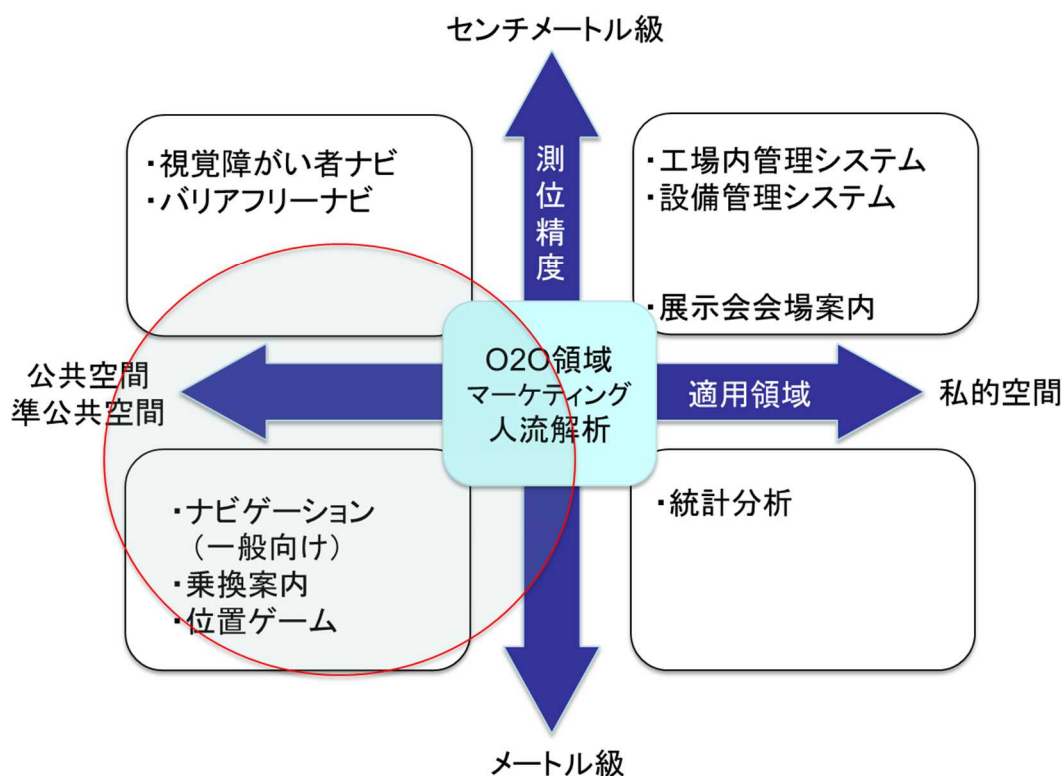 センチメートル級
測位精度
・視覚障がい者ナビ
・バリアフリーナビ
・工場内管理システム
・設備管理システム
・展示会会場案内
公共空間
準公共空間
O2O領域
マーケティング
人流解析
適用領域
私的空間
・ナビゲーション
（一般向け）
・乗換案内
・位置ゲーム
・統計分析
メートル級